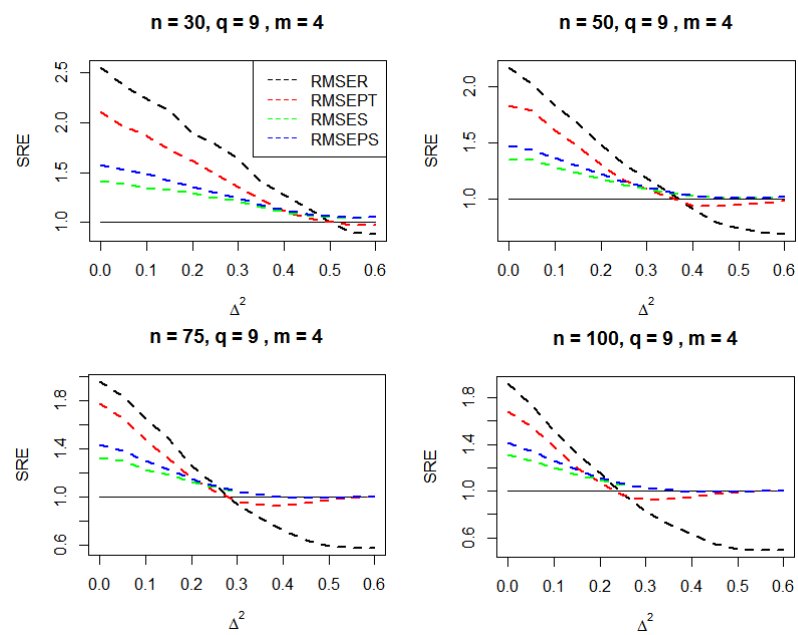 n = 30, q = 9 , m = 4
SRE
2.5
2.0
1.5
1.0
RMSER
RMSEPT
RMSES
RMSEPS
0.0 0.1 0.2 0.3 0.4 0.5 0.6
Δ²
n = 50, q = 9 , m = 4
SRE
2.0
1.5
1.0
0.0 0.1 0.2 0.3 0.4 0.5 0.6
Δ²
n = 75, q = 9 , m = 4
SRE
1.8
1.4
1.0
0.6
0.0 0.1 0.2 0.3 0.4 0.5 0.6
Δ²
n = 100, q = 9 , m = 4
SRE
1.8
1.4
1.0
0.6
0.0 0.1 0.2 0.3 0.4 0.5 0.6
Δ²